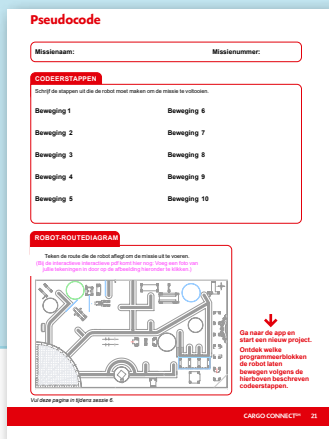 Pseudocode
Missienaam: Missienummer:
CODEERSTAPPEN
Schrijf de stappen uit die de robot moet maken om de missie te voltooien.
Beweging 1 Beweging 6
Beweging 2 Beweging 7
Beweging 3 Beweging 8
Beweging 4 Beweging 9
Beweging 5 Beweging 10
ROBOT-ROUTEDIAGRAM
Teken de route die de robot aflegt om de missie uit te voeren.
(Bij de interactieve interactieve pdf komt hier nog: Voeg een foto van
jullie tekeningen in door op de afbeelding hieronder te klikken.)
Ga naar de app en
start een nieuw project.
Ontdek welke
programmeerblokken
de robot laten
bewegen volgens de
hierboven beschreven
codeerstappen.
Vul deze pagina in tijdens sessie 6.
CARGO CONNECT℠ 21